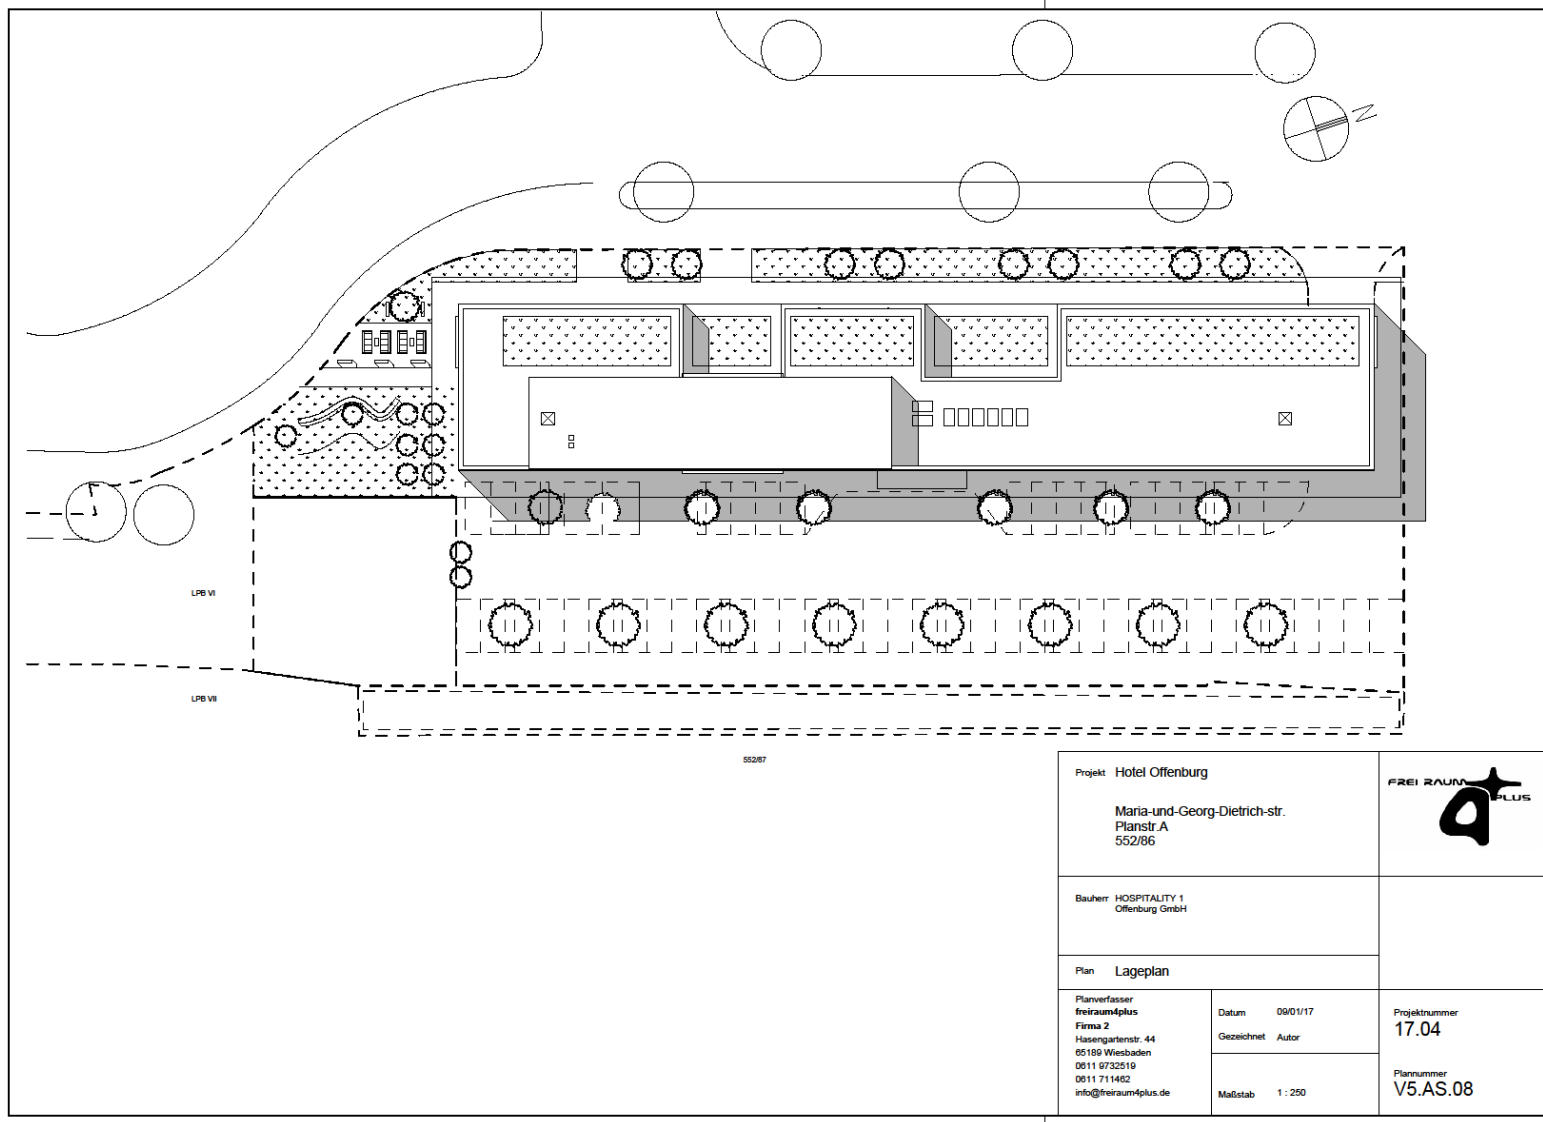 N
LPB VI
LPB VII
552/87
Projekt Hotel Offenburg
Maria-und-Georg-Dietrich-str.
Planstr.A
552/86
FREI RAUM
PLUS
Bauherr HOSPITALITY 1
Offenburg GmbH
Plan Lageplan
Planverfasser
freiraum4plus
Firma 2
Hasengartenstr. 44
65189 Wiesbaden
0611 9732519
0611 711462
info@freiraum4plus.de
Datum 09/01/17
Gezeichnet Autor
Maßstab 1 : 250
Projektnummer
17.04
Plannummer
V5.AS.08